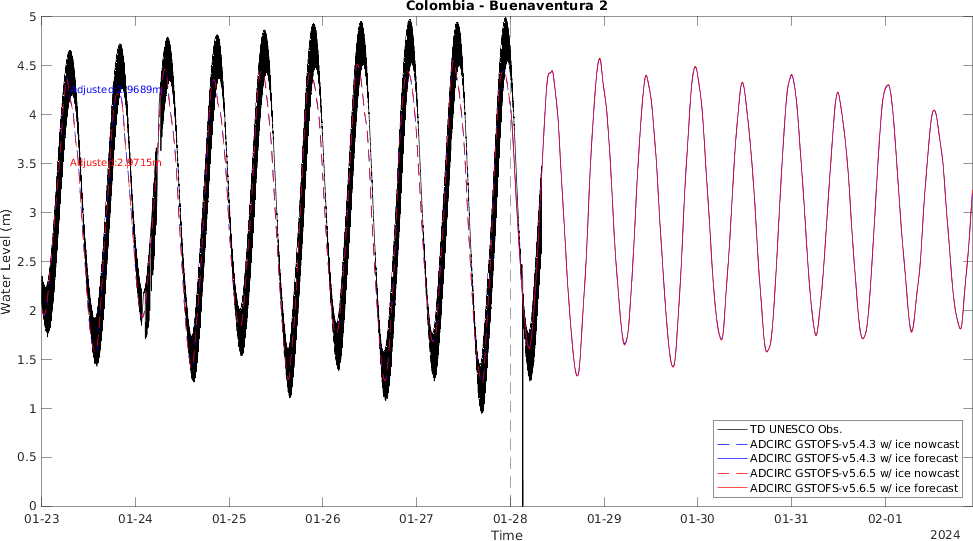 Colombia - Buenaventura 2
Water Level (m)
5
4.5
4
3.5
3
2.5
2
1.5
1
0.5
0
Adjusted:2.9689m
Adjusted:2.9715m
TD UNESCO Obs.
ADCIRC GSTOFS-v5.4.3 w/ ice nowcast
ADCIRC GSTOFS-v5.4.3 w/ ice forecast
ADCIRC GSTOFS-v5.6.5 w/ ice nowcast
ADCIRC GSTOFS-v5.6.5 w/ ice forecast
01-23 01-24 01-25 01-26 01-27 01-28 01-29 01-30 01-31 02-01
Time
2024